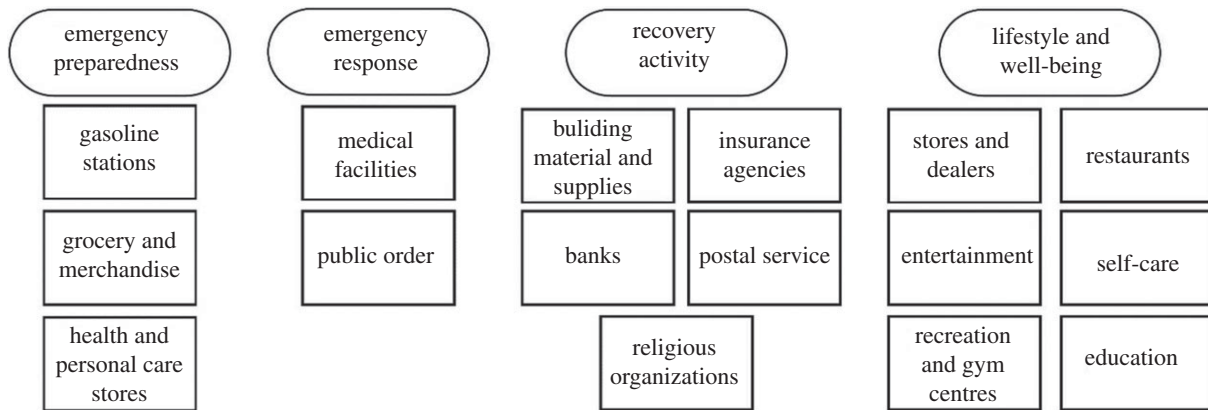 emergency
preparedness
emergency
response
recovery
activity
lifestyle and
well-being
gasoline
stations
medical
facilities
buliding
material and
supplies
insurance
agencies
stores and
dealers
restaurants
grocery and
merchandise
public order
banks
postal service
entertainment
self-care
health and
personal care
stores
religious
organizations
recreation
and gym
centres
education